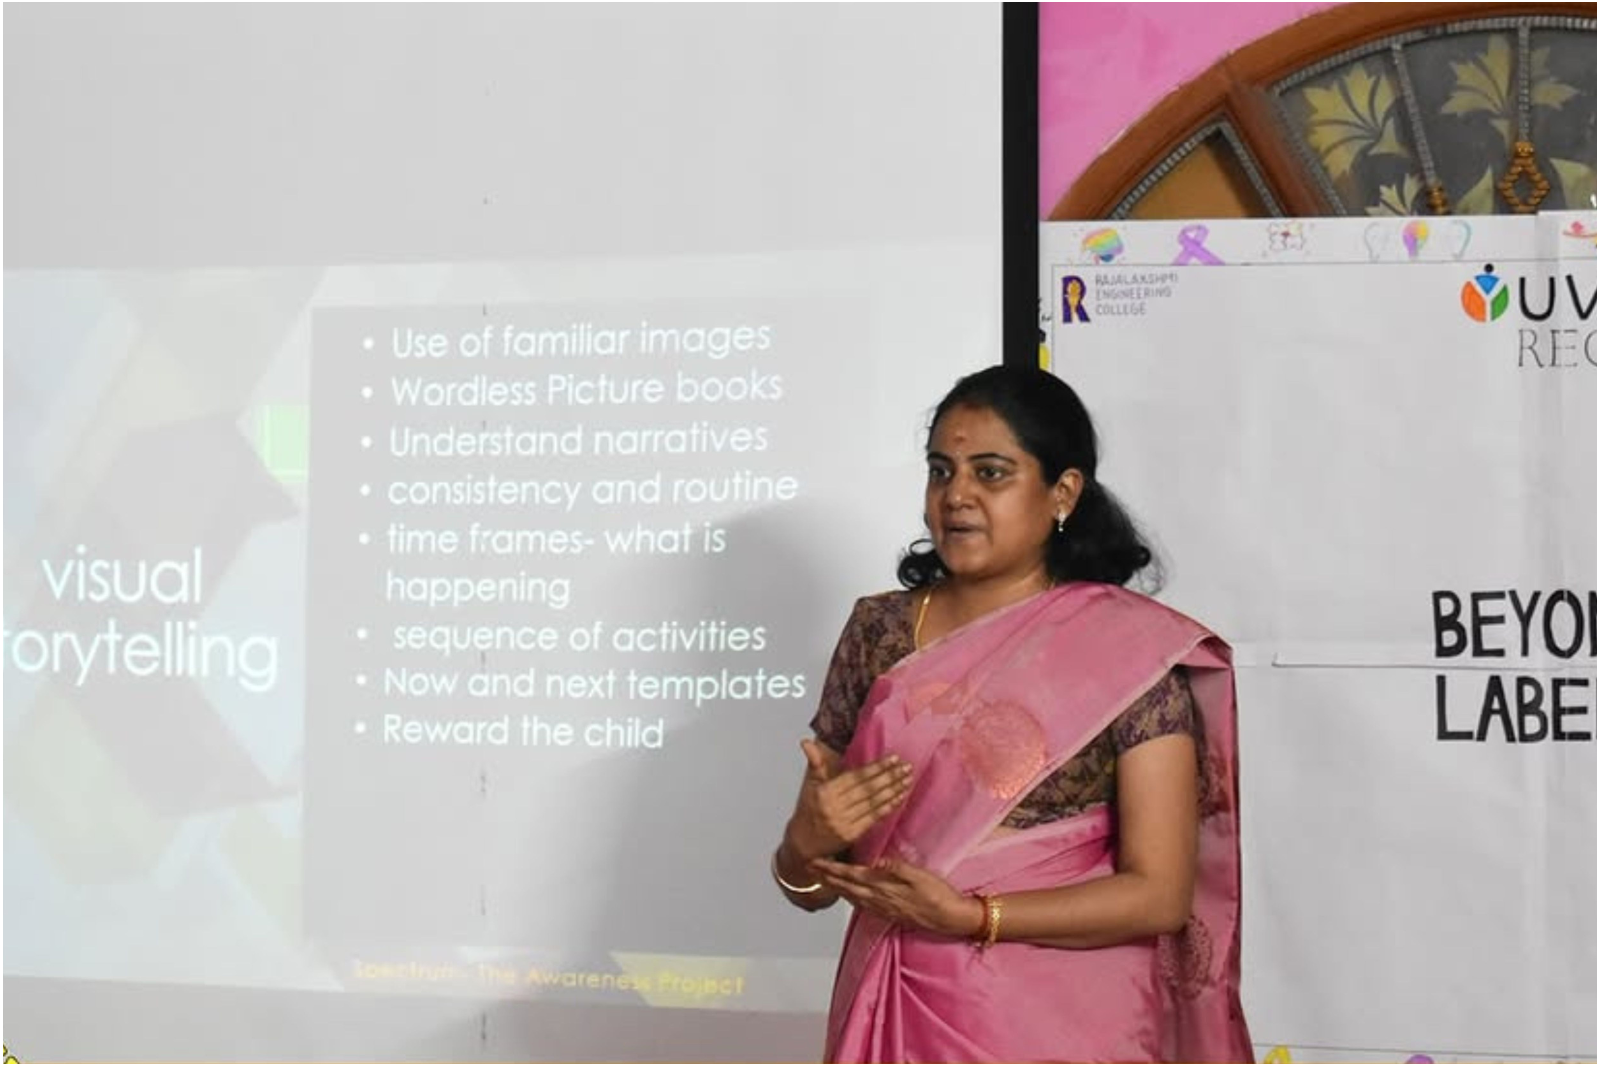 visual
torytelling
• Use of familiar images
• Wordless Picture books
• Understand narratives
• consistency and routine
• time frames- what is
happening
• sequence of activities
• Now and next templates
• Reward the child
Spectrum- The Awareness Project
RAJALAKSHMI
ENGINEERING
COLLEGE
UV
REC
BEYON
LABE